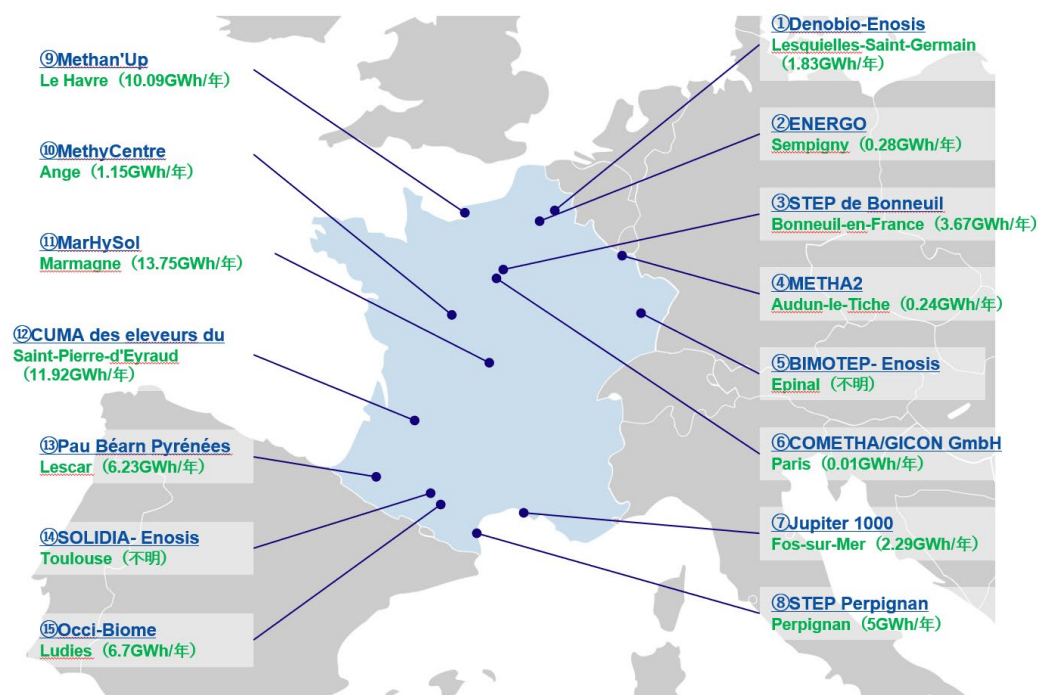 ①Denobio-Enosis
Lesquielles-Saint-Germain
（1.83GWh/年）
②ENERGO
Sempigny（0.28GWh/年）
③STEP de Bonneuil
Bonneuil-en-France（3.67GWh/年）
④METHA2
Audun-le-Tiche（0.24GWh/年）
⑤BIMOTEP- Enosis
Epinal（不明）
⑥COMETHA/GICON GmbH
Paris（0.01GWh/年）
⑦Jupiter 1000
Fos-sur-Mer（2.29GWh/年）
⑧STEP Perpignan
Perpignan（5GWh/年）
⑨Methan'Up
Le Havre（10.09GWh/年）
⑩MethyCentre
Ange（1.15GWh/年）
⑪MarHySol
Marmagne（13.75GWh/年）
⑫CUMA des eleveurs du
Saint-Pierre-d'Eyraud
（11.92GWh/年）
⑬Pau Béarn Pyrénées
Lescar（6.23GWh/年）
⑭SOLIDIA- Enosis
Toulouse（不明）
⑮Occi-Biome
Ludies（6.7GWh/年）